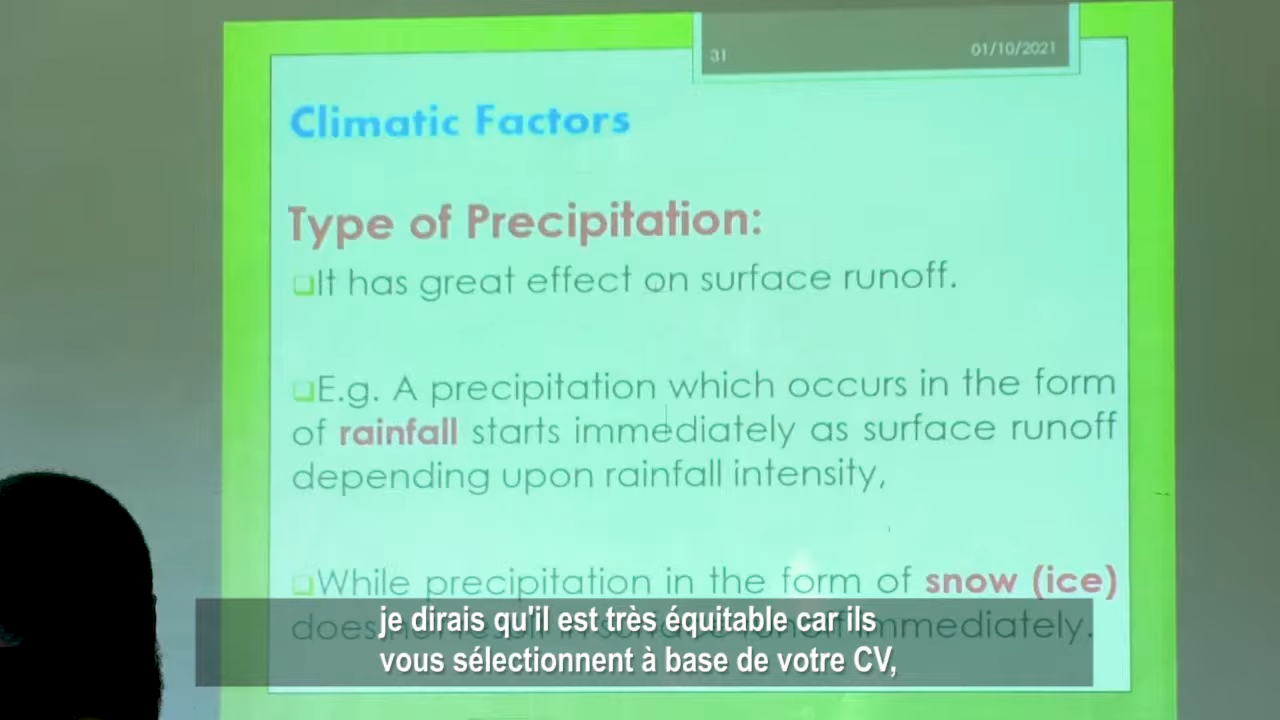 31
01/10/2021
Climatic Factors
Type of Precipitation:
It has great effect on surface runoff.
E.g. A precipitation which occurs in the form
of rainfall starts immediately as surface runoff
depending upon rainfall intensity,
While precipitation in the form of snow (ice)
does immediately.
je dirais qu'il est très équitable car ils
vous sélectionnent à base de votre CV,